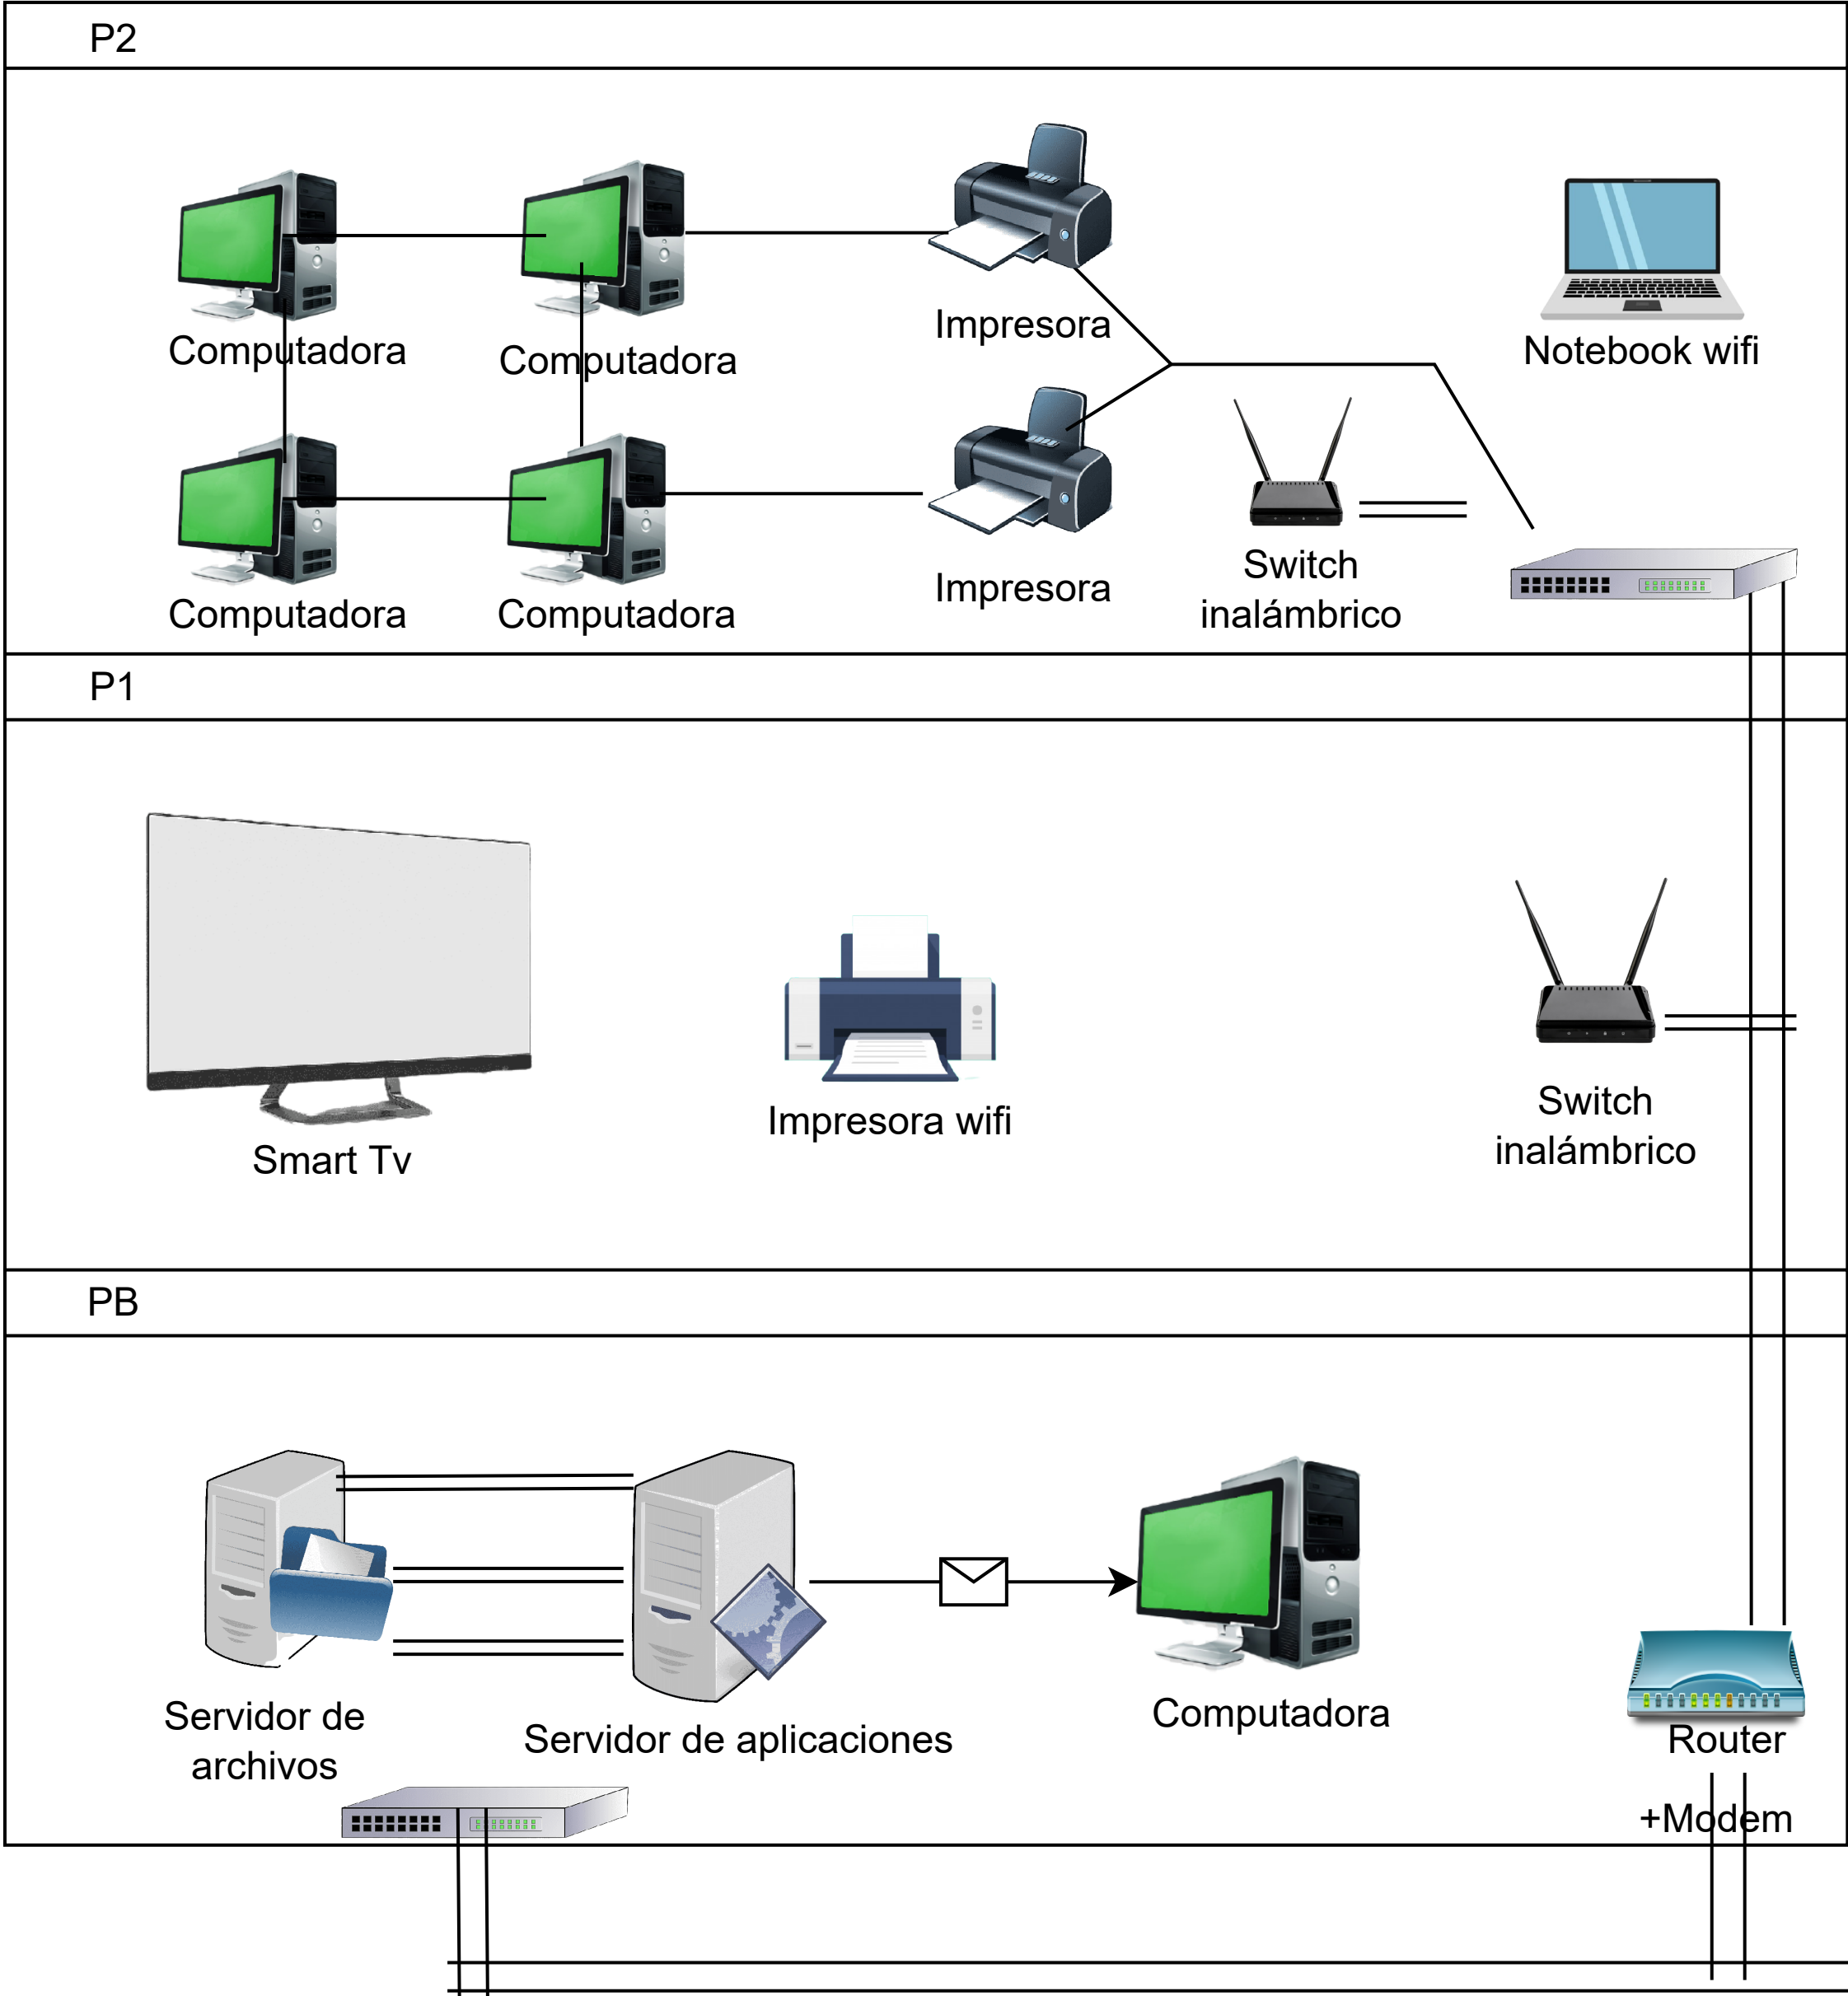 P2
Computadora
Computadora
Impresora
Notebook wifi
Computadora
Computadora
Impresora
Switch
inalámbrico
P1
Smart Tv
Impresora wifi
Switch
inalámbrico
PB
Servidor de
archivos
Servidor de aplicaciones
Computadora
Router
+Modem